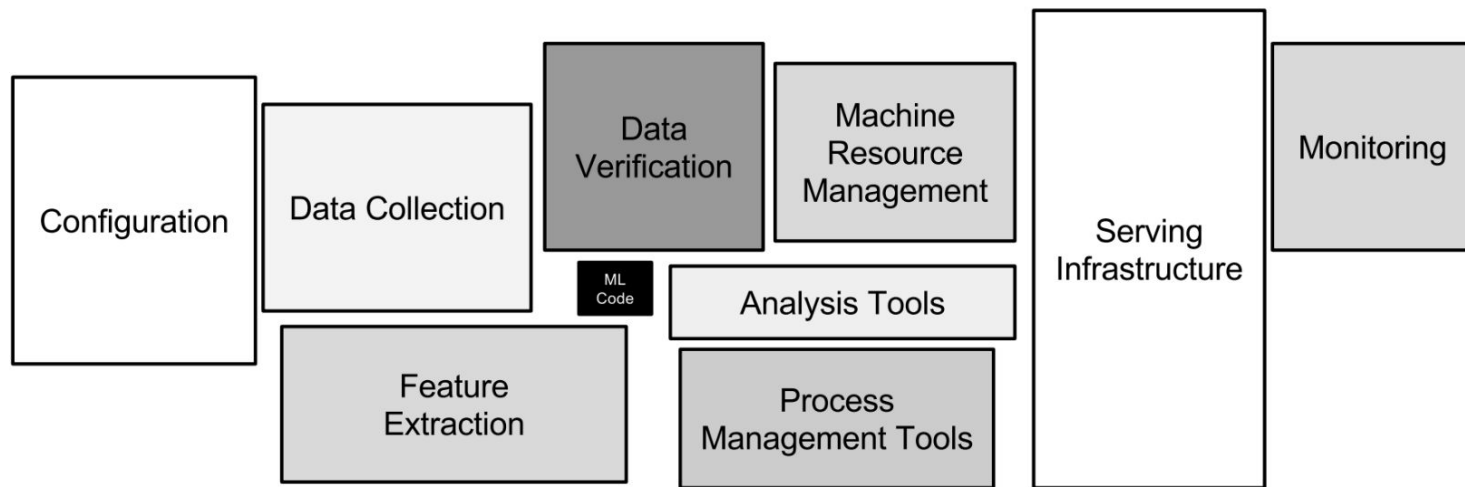 Configuration
Data Collection
Data
Verification
Machine
Resource
Management
Monitoring
Serving
Infrastructure
ML
Code
Analysis Tools
Feature
Extraction
Process
Management Tools